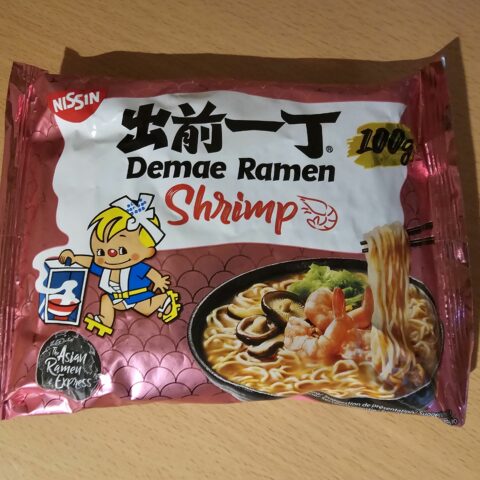 NISSIN
出前一丁®
100g
Demae Ramen
Shrimp
Asian
Ramen
Express